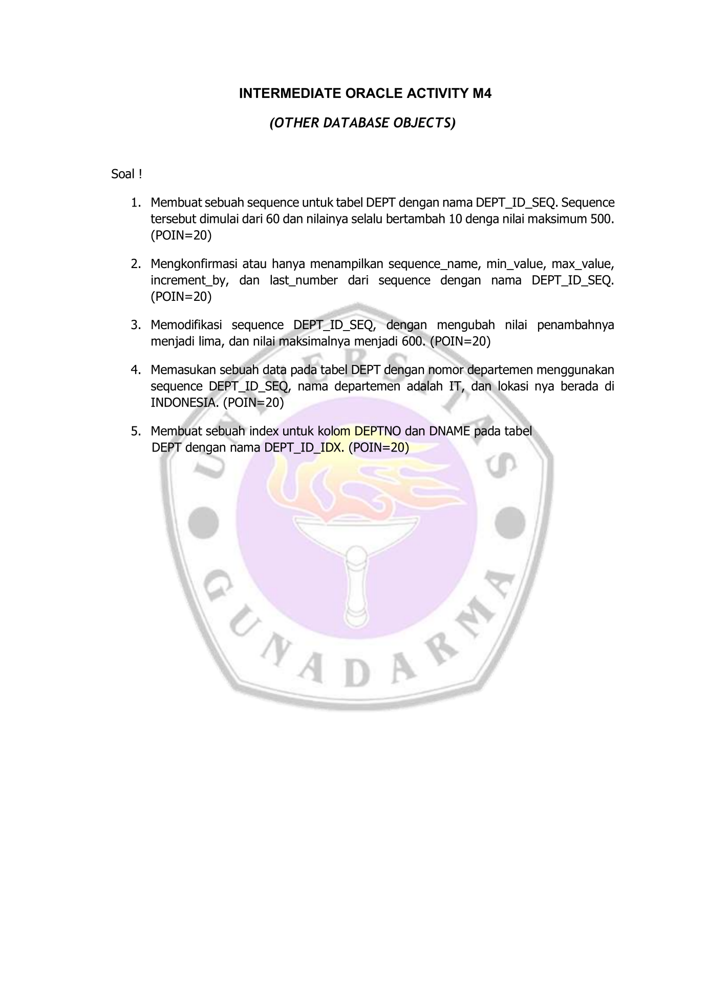 INTERMEDIATE ORACLE ACTIVITY M4
(OTHER DATABASE OBJECTS)
Soal !
1. Membuat sebuah sequence untuk tabel DEPT dengan nama DEPT_ID_SEQ. Sequence
tersebut dimulai dari 60 dan nilainya selalu bertambah 10 denga nilai maksimum 500.
(POIN=20)
2. Mengkonfirmasi atau hanya menampilkan sequence_name, min_value, max_value,
increment_by, dan last_number dari sequence dengan nama DEPT_ID_SEQ.
(POIN=20)
3. Memodifikasi sequence DEPT_ID_SEQ, dengan mengubah nilai penambahnya
menjadi lima, dan nilai maksimalnya menjadi 600. (POIN=20)
4. Memasukan sebuah data pada tabel DEPT dengan nomor departemen menggunakan
sequence DEPT_ID_SEQ, nama departemen adalah IT, dan lokasi nya berada di
INDONESIA. (POIN=20)
5. Membuat sebuah index untuk kolom DEPTNO dan DNAME pada tabel
DEPT dengan nama DEPT_ID_IDX. (POIN=20)
UNIVERSITAS
GUNADARMA